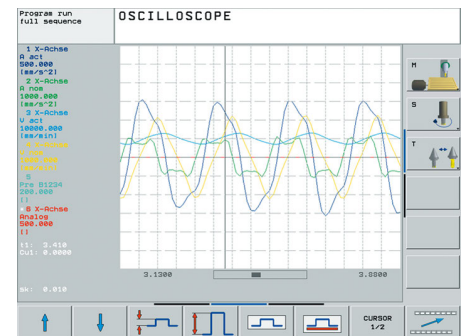 Program run
full sequence
OSCILLOSCOPE
1 X-Achse
A act
500.000
[mm/s^2]
2 X-Achse
A nom
1000.000
[mm/s^2]
3 X-Achse
V act
10000.000
[mm/min]
5
Pre B1234
200.000
[]
6 X-Achse
Analog
500.000
[]
t1: 3.410
Cu1: 0.0000
3.1300
3.8800
0.010
M
S
T
CURSOR
1/2